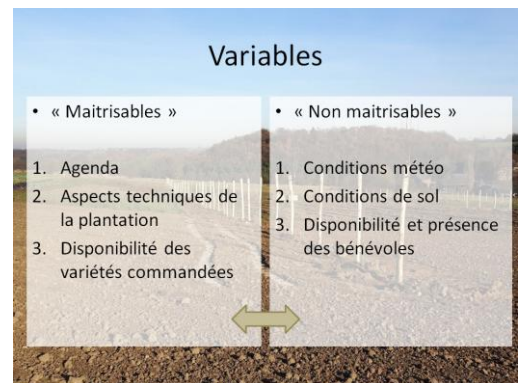 Variables
• « Maitrisables »
1. Agenda
2. Aspects techniques de
la plantation
3. Disponibilité des
variétés commandées
• « Non maitrisables »
1. Conditions météo
2. Conditions de sol
3. Disponibilité et présence
des bénévoles